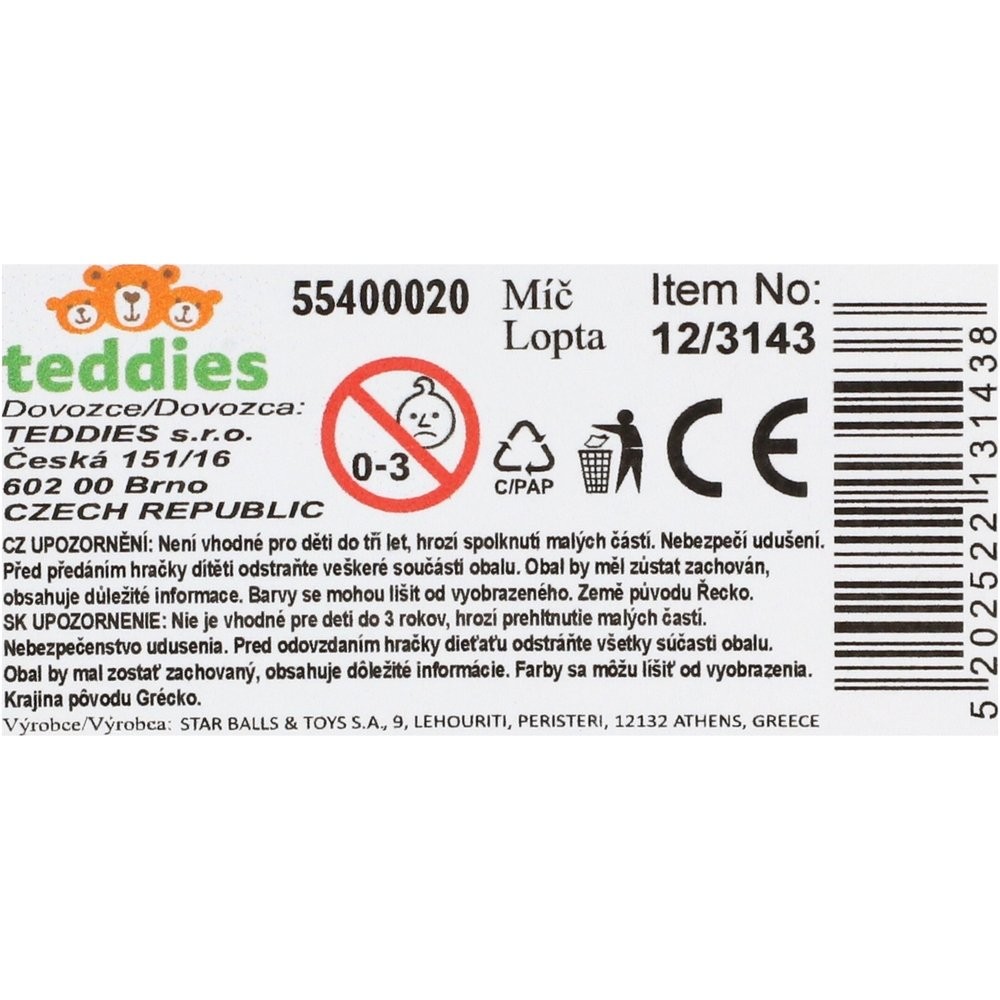 teddies
55400020
Míč
Lopta
Item No:
12/3143
Dovozce/Dovozca:
TEDDIES s.r.o.
Česká 151/16
602 00 Brno
CZECH REPUBLIC
0-3
C/PAP
CE
CZ UPOZORNĚNÍ: Není vhodné pro děti do tří let, hrozí spolknutí malých částí. Nebezpečí udušení.
Před předáním hračky dítěti odstraňte veškeré součásti obalu. Obal by měl zůstat zachován,
obsahuje důležité informace. Barvy se mohou lišit od vyobrazeného. Země původu Řecko.
SK UPOZORNENIE: Nie je vhodné pre deti do 3 rokov, hrozí prehltnutie malých častí.
Nebezpečenstvo udusenia. Pred odovzdaním hračky dieťaťu odstráňte všetky súčasti obalu.
Obal by mal zostať zachovaný, obsahuje dôležité informácie. Farby sa môžu líšiť od vyobrazenia.
Krajina pôvodu Grécko.
Výrobce/Výrobca: STAR BALLS & TOYS S.A., 9, LEHOURITI, PERISTERI, 12132 ATHENS, GREECE
5 202522 131438